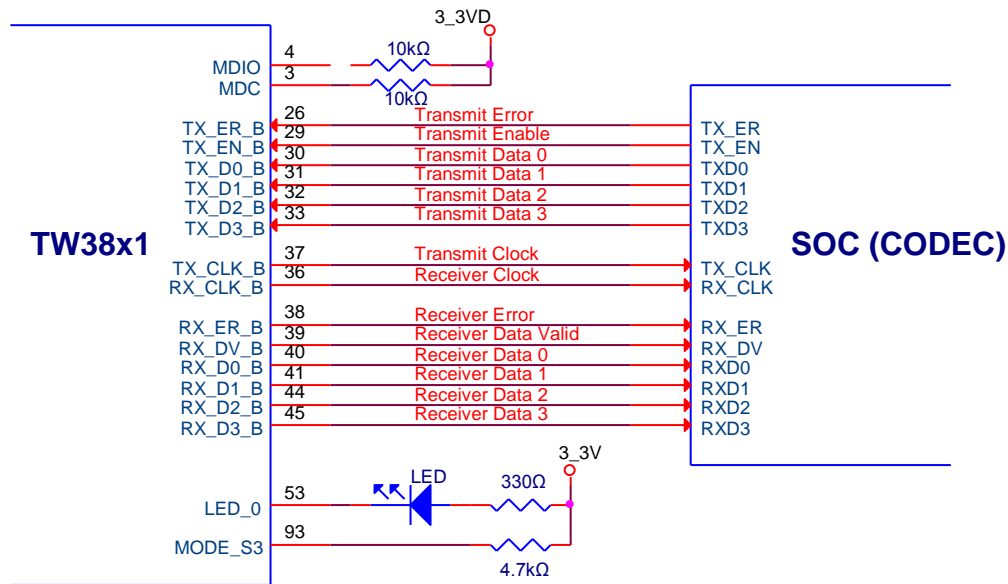 3_3VD
4 10kΩ
MDIO
3
MDC
10kΩ
26 Transmit Error
TX_ER_B TX_ER
29 Transmit Enable
TX_EN_B TX_EN
30 Transmit Data 0
TX_D0_B TXD0
31 Transmit Data 1
TX_D1_B TXD1
32 Transmit Data 2
TX_D2_B TXD2
33 Transmit Data 3
TX_D3_B TXD3
TW38x1 SOC (CODEC)
37 Transmit Clock
TX_CLK_B TX_CLK
36 Receiver Clock
RX_CLK_B RX_CLK
38 Receiver Error
RX_ER_B RX_ER
39 Receiver Data Valid
RX_DV_B RX_DV
40 Receiver Data 0
RX_D0_B RXD0
41 Receiver Data 1
RX_D1_B RXD1
44 Receiver Data 2
RX_D2_B RXD2
45 Receiver Data 3
RX_D3_B RXD3
3_3V
53 LED 330Ω
LED_0
93
MODE_S3
4.7kΩ